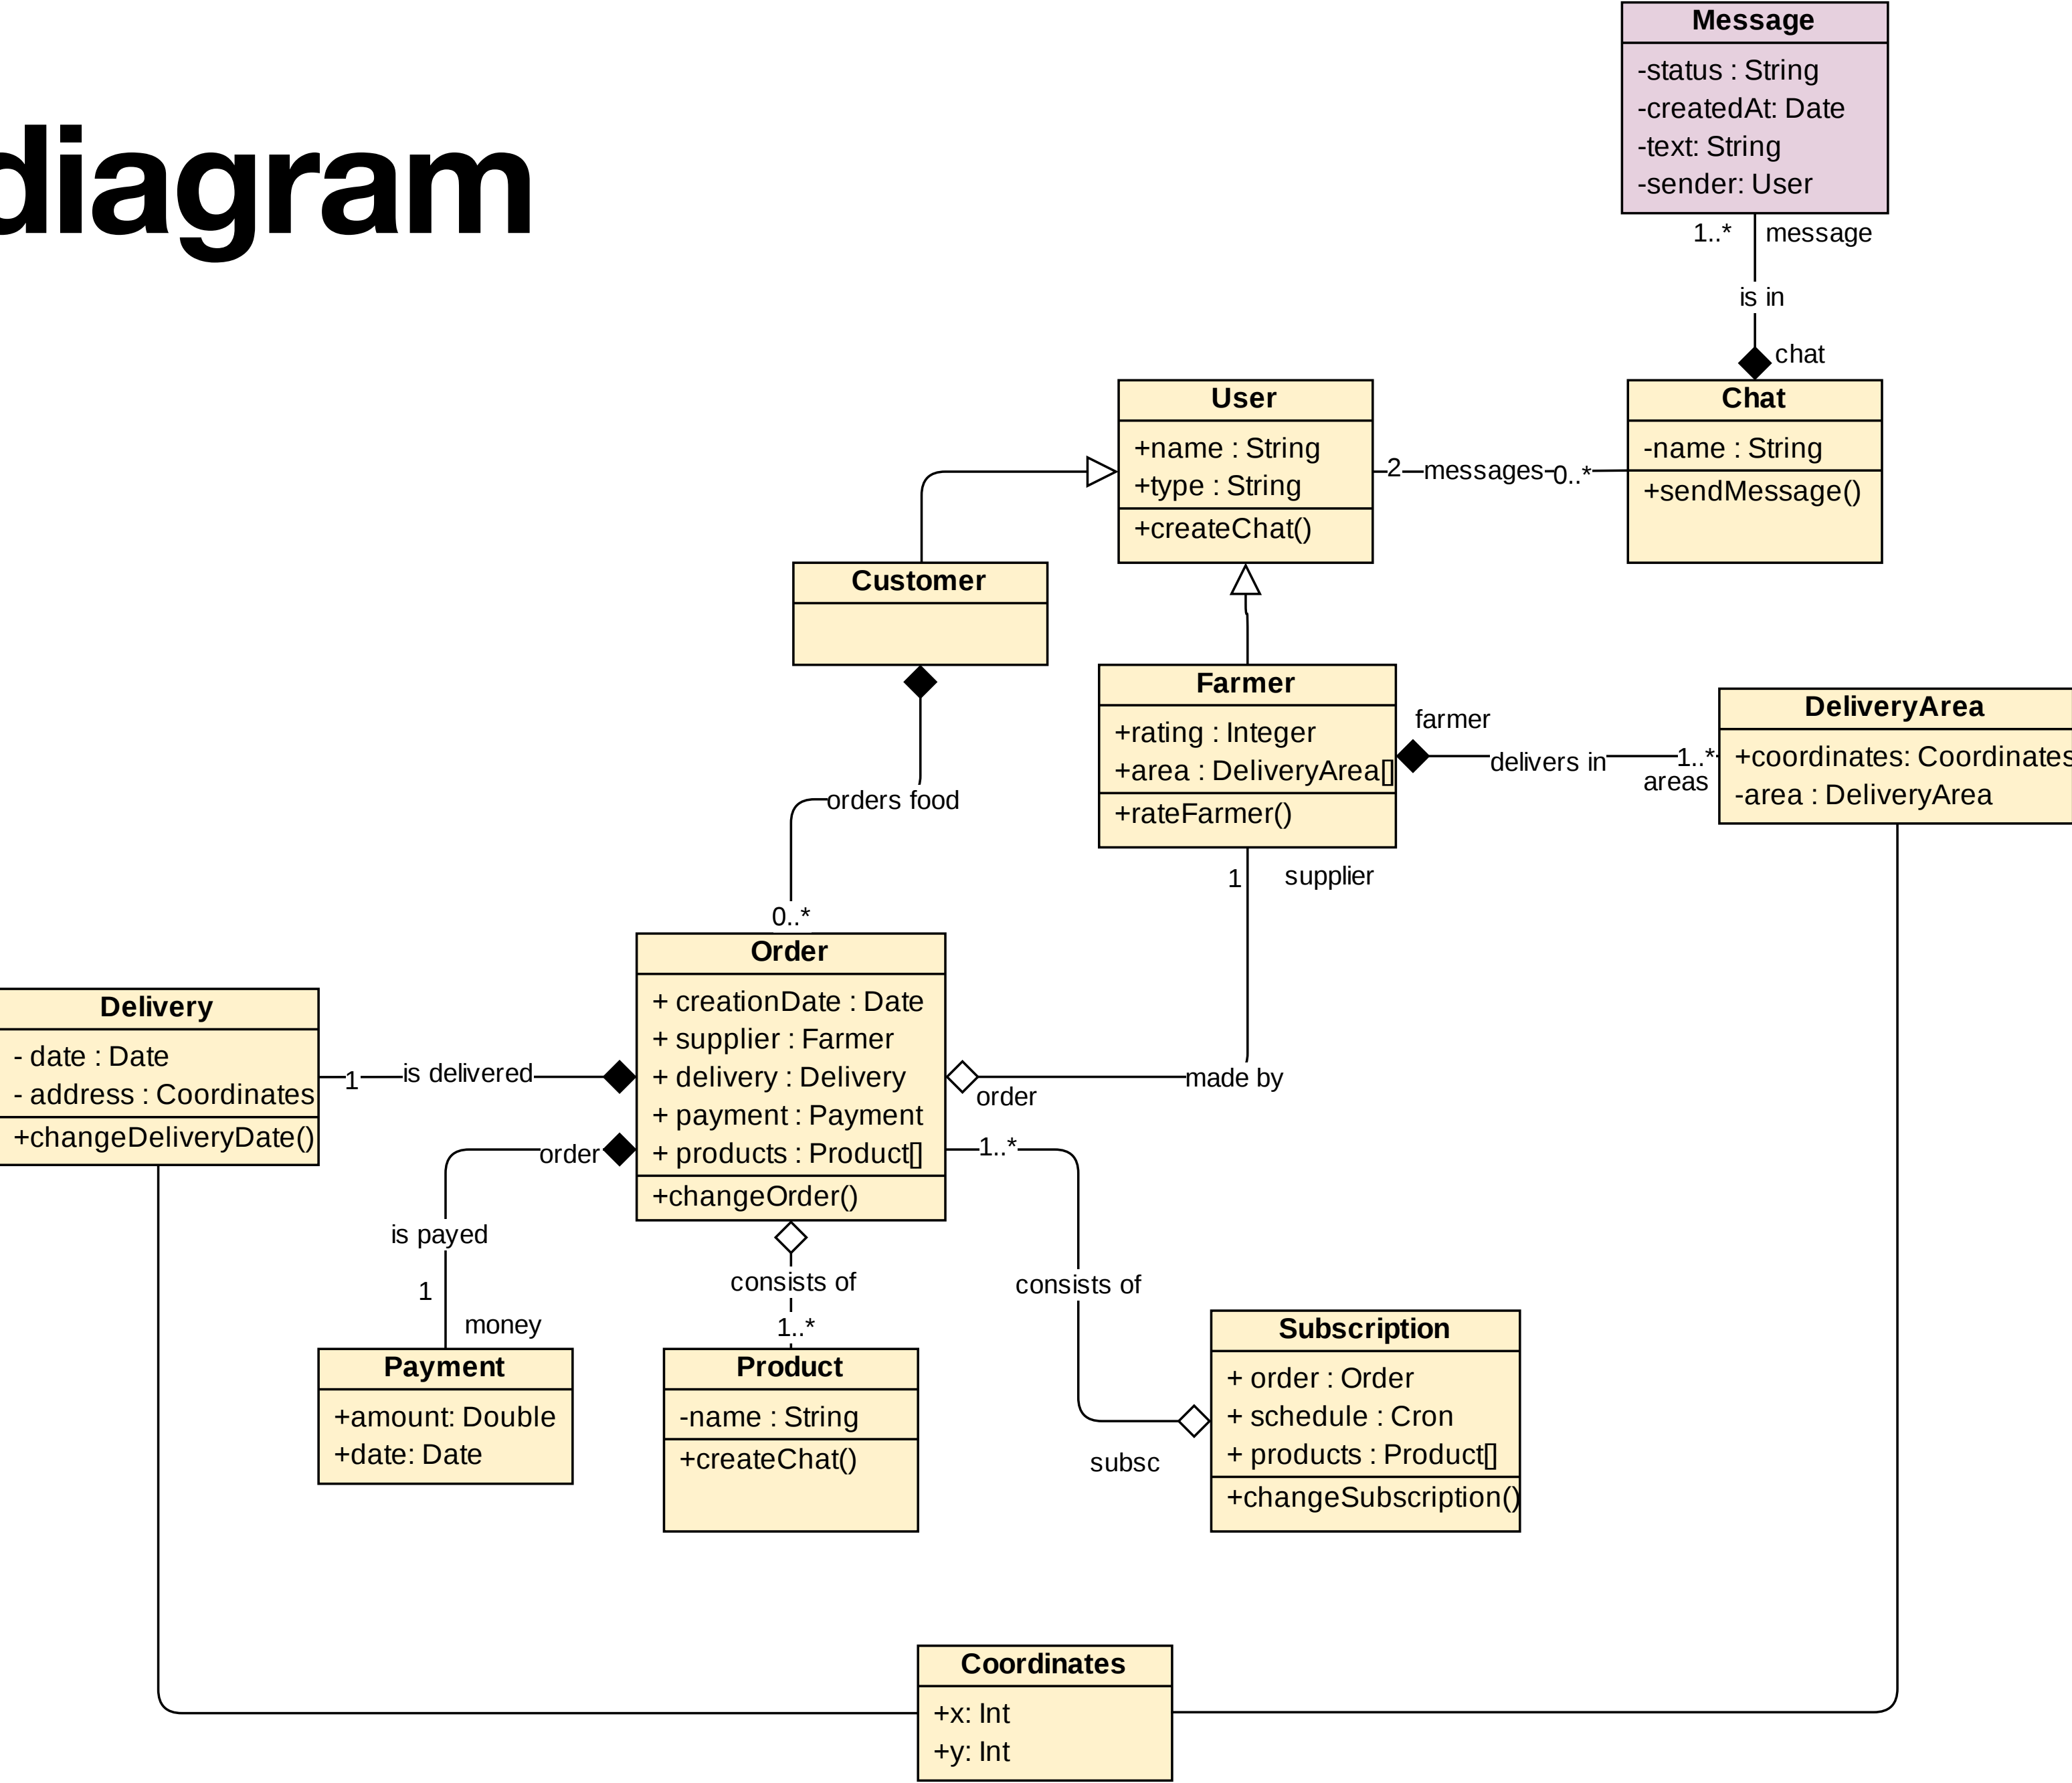 diagram
Message
-status : String
-createdAt: Date
-text: String
-sender: User
1..* message
is in
chat
User
+name : String
+type : String
+createChat()
2 messages 0..*
Chat
-name : String
+sendMessage()
Customer
orders food
0..*
Farmer
+rating : Integer
+area : DeliveryArea[]
+rateFarmer()
farmer
delivers in
1..*
areas
DeliveryArea
+coordinates: Coordinates
-area : DeliveryArea
1 supplier
made by
order
Order
+ creationDate : Date
+ supplier : Farmer
+ delivery : Delivery
+ payment : Payment
+ products : Product[]
+changeOrder()
Delivery
- date : Date
- address : Coordinates
+changeDeliveryDate()
1 is delivered
order
is payed
1
money
Payment
+amount: Double
+date: Date
consists of
1..*
Product
-name : String
+createChat()
1..*
consists of
subsc
Subscription
+ order : Order
+ schedule : Cron
+ products : Product[]
+changeSubscription()
Coordinates
+x: Int
+y: Int